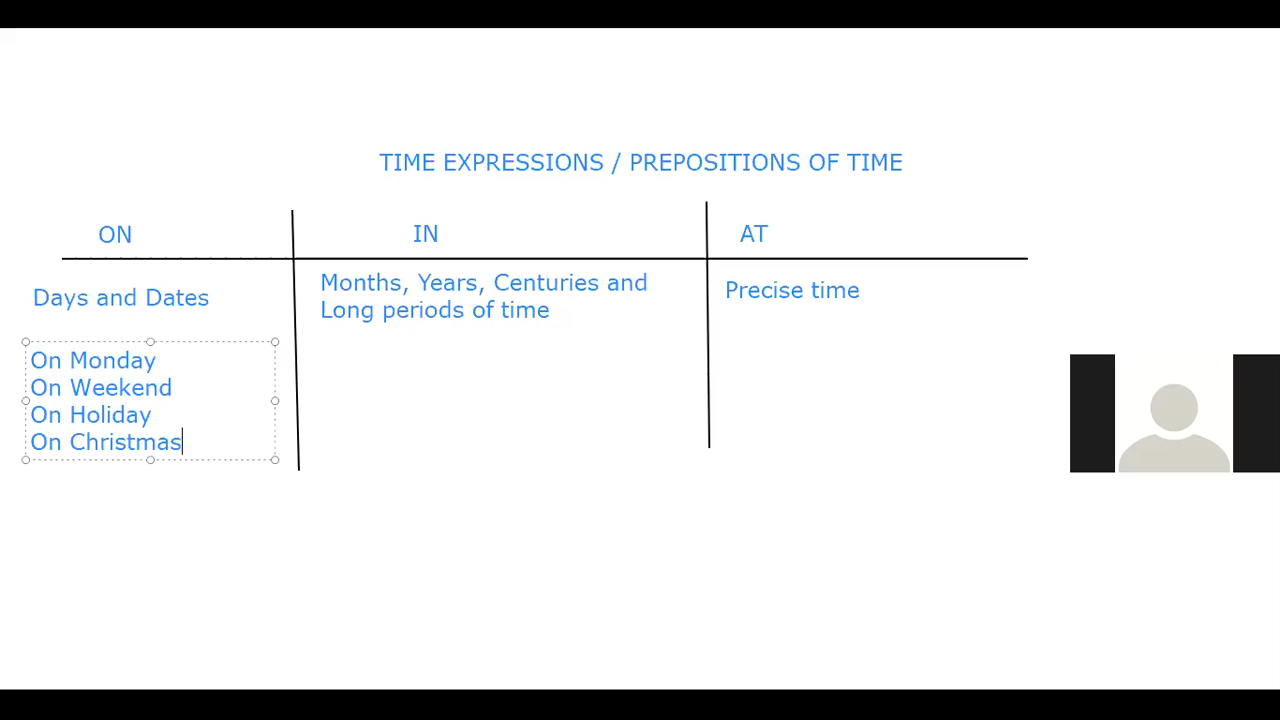 TIME EXPRESSIONS / PREPOSITIONS OF TIME
ON
IN
AT
Days and Dates
Months, Years, Centuries and
Long periods of time
Precise time
On Monday
On Weekend
On Holiday
On Christmas